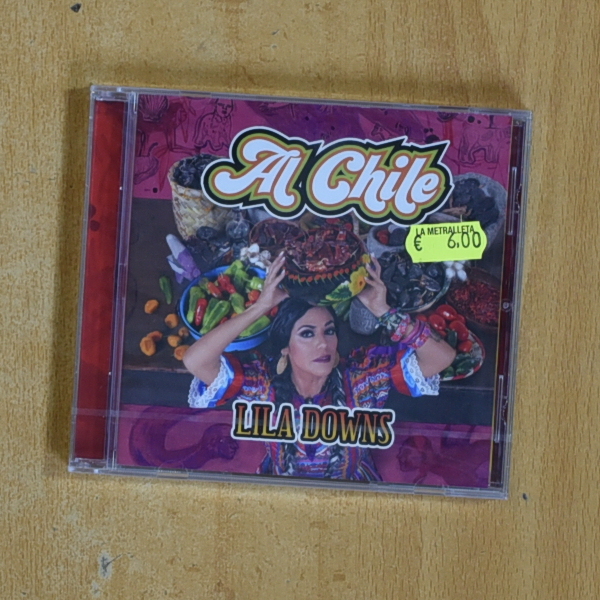 Al Chile
LA METRALLETA
€ 6.00
LILA DOWNS